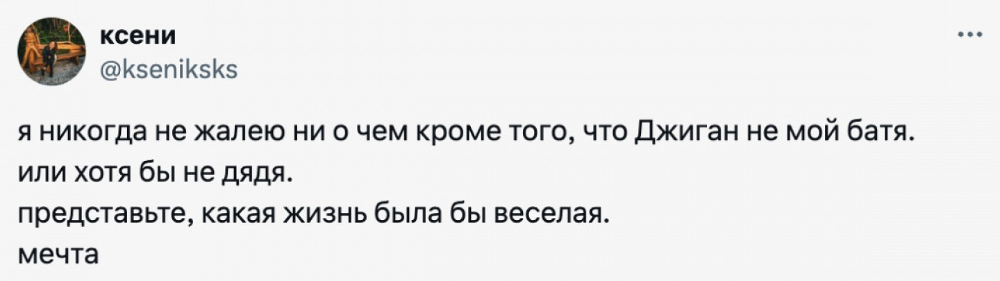 ксени
@kseniksks
я никогда не жалею ни о чем кроме того, что Джиган не мой батя.
или хотя бы не дядя.
представьте, какая жизнь была бы веселая.
мечта